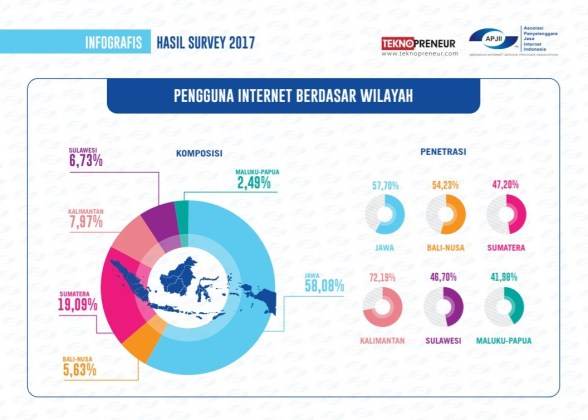 INFOGRAFIS HASIL SURVEY 2017
TEKNOPRENEUR
www.teknopreneur.com
APJII
Asosiasi
Penyelenggara
Jasa
Internet
Indonesia
PENGGUNA INTERNET BERDASAR WILAYAH
KOMPOSISI
SULAWESI
6,73%
MALUKU-PAPUA
2,49%
KALIMANTAN
7,97%
JAWA
58,08%
SUMATERA
19,09%
BALI-NUSA
5,63%
PENETRASI
57,70%
54,23%
47,20%
JAWA
BALI-NUSA
SUMATERA
72,19%
46,70%
41,98%
KALIMANTAN
SULAWESI
MALUKU-PAPUA